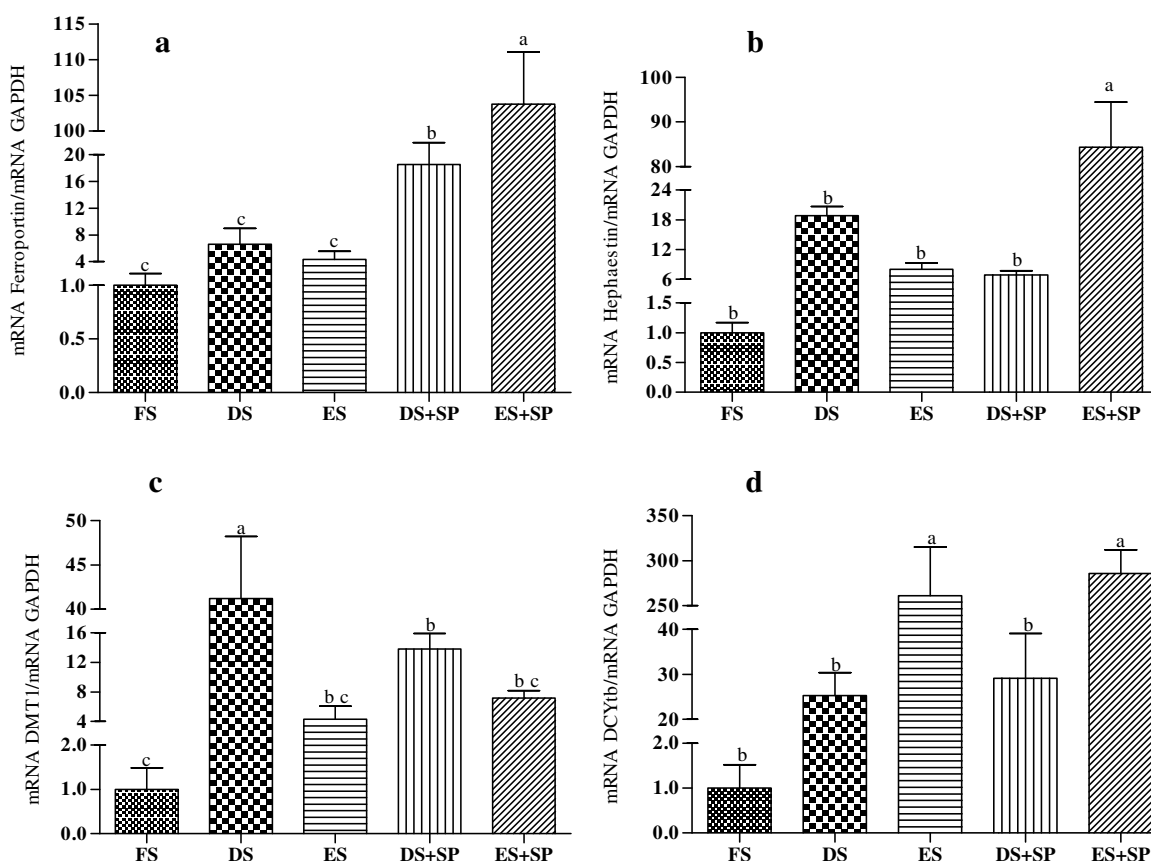 a
mRNA Ferroportin/mRNA GAPDH
115
110
105
100
20
16
12
8
4
1.0
0.5
0.0
c
c
c
b
a
FS DS ES DS+SP ES+SP
b
mRNA Hephaestin/mRNA GAPDH
100
90
80
24
18
12
6
1.5
1.0
0.5
0.0
b
b
b
b
a
FS DS ES DS+SP ES+SP
c
mRNA DMT1/mRNA GAPDH
50
45
40
16
12
8
4
2.0
1.0
0.0
c
a
b c
b
b c
FS DS ES DS+SP ES+SP
d
mRNA DCYtb/mRNA GAPDH
350
300
250
40
30
20
2.0
1.0
0.0
b
b
a
b
a
FS DS ES DS+SP ES+SP